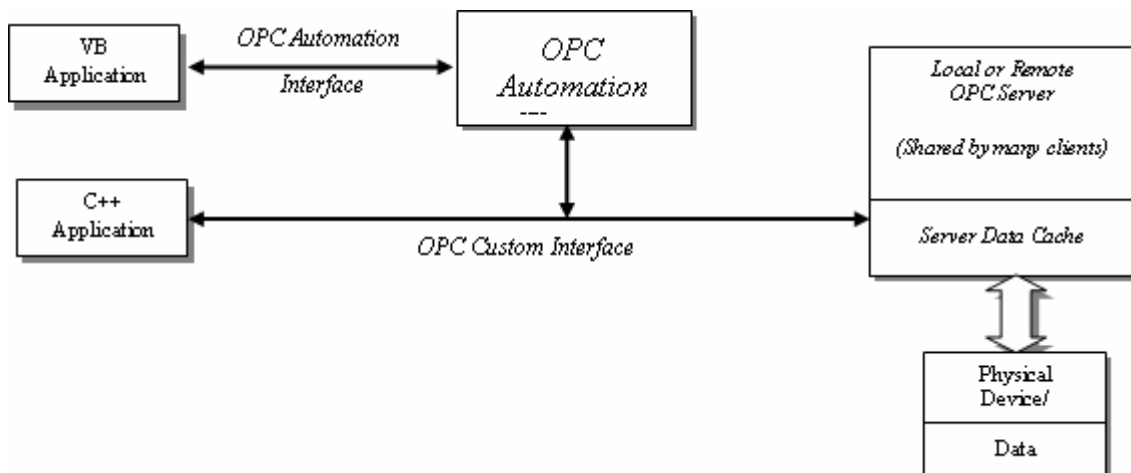 VB
Application
OPC Automation
Interface
OPC
Automation
Local or Remote
OPC Server
(Shared by many clients)
C++
Application
OPC Custom Interface
Server Data Cache
Physical
Device/
Data